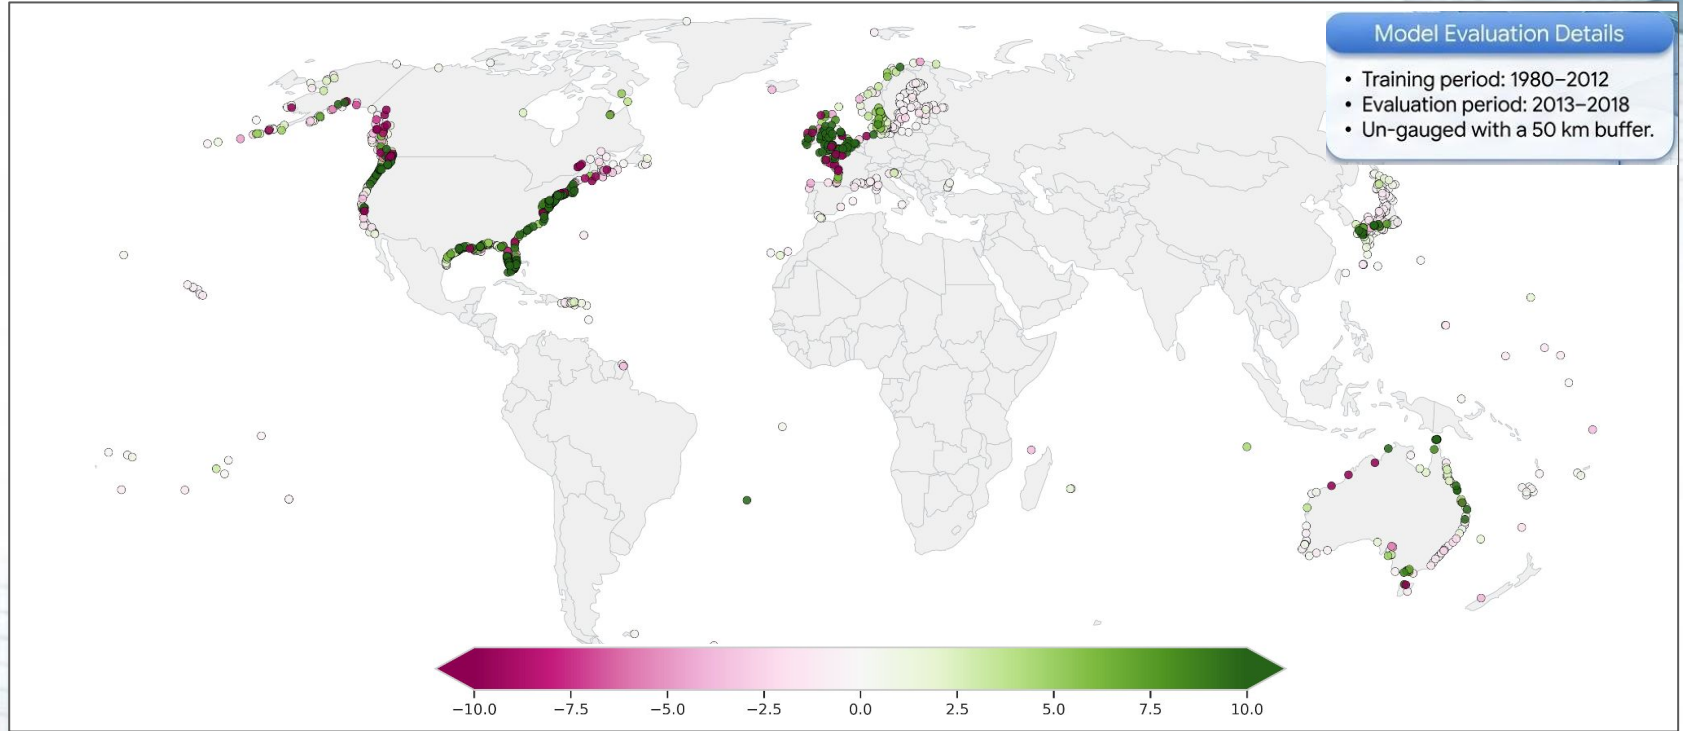 Model Evaluation Details
• Training period: 1980–2012
• Evaluation period: 2013–2018
• Un-gauged with a 50 km buffer.
−10.0 −7.5 −5.0 −2.5 0.0 2.5 5.0 7.5 10.0